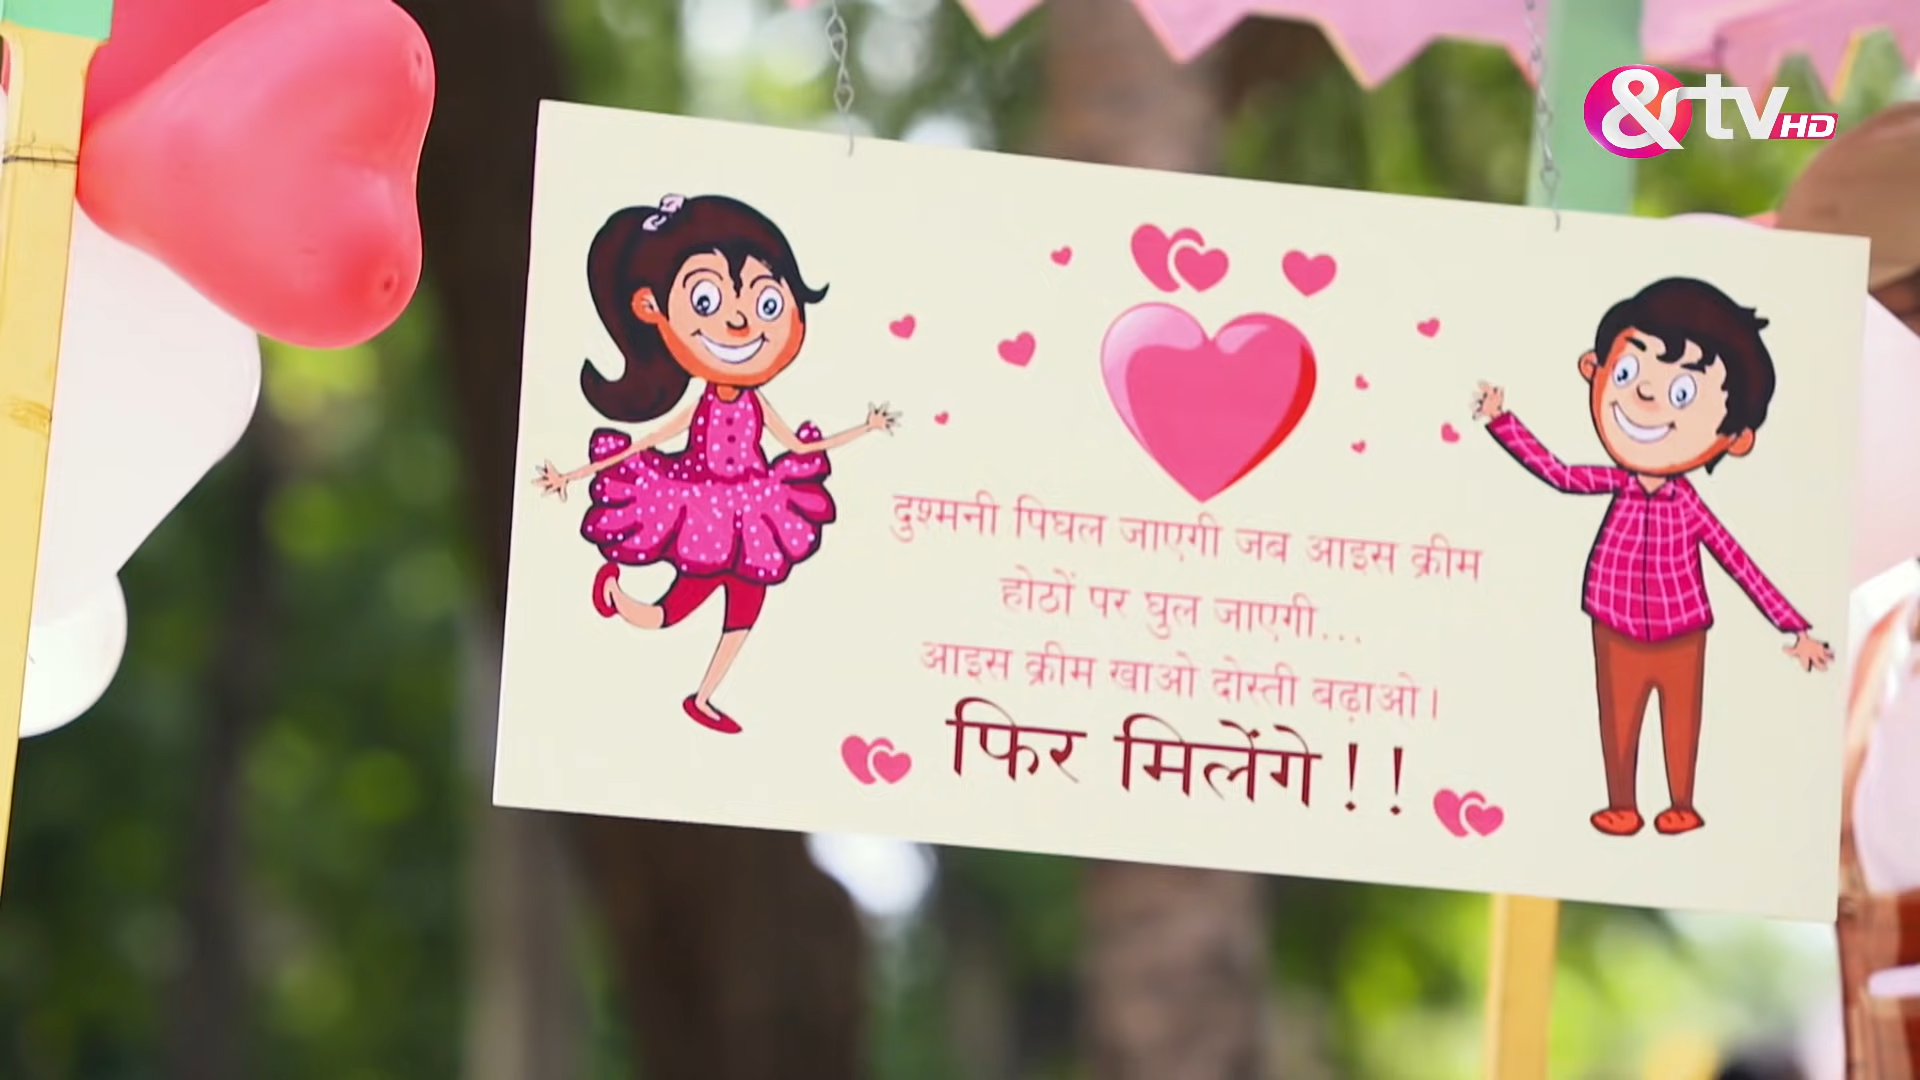 &tv HD
दुश्मनी पिघल जाएगी जब आइस क्रीम
होठों पर घुल जाएगी...
आइस क्रीम खाओ दोस्ती बढ़ाओ।
फिर मिलेंगे!!